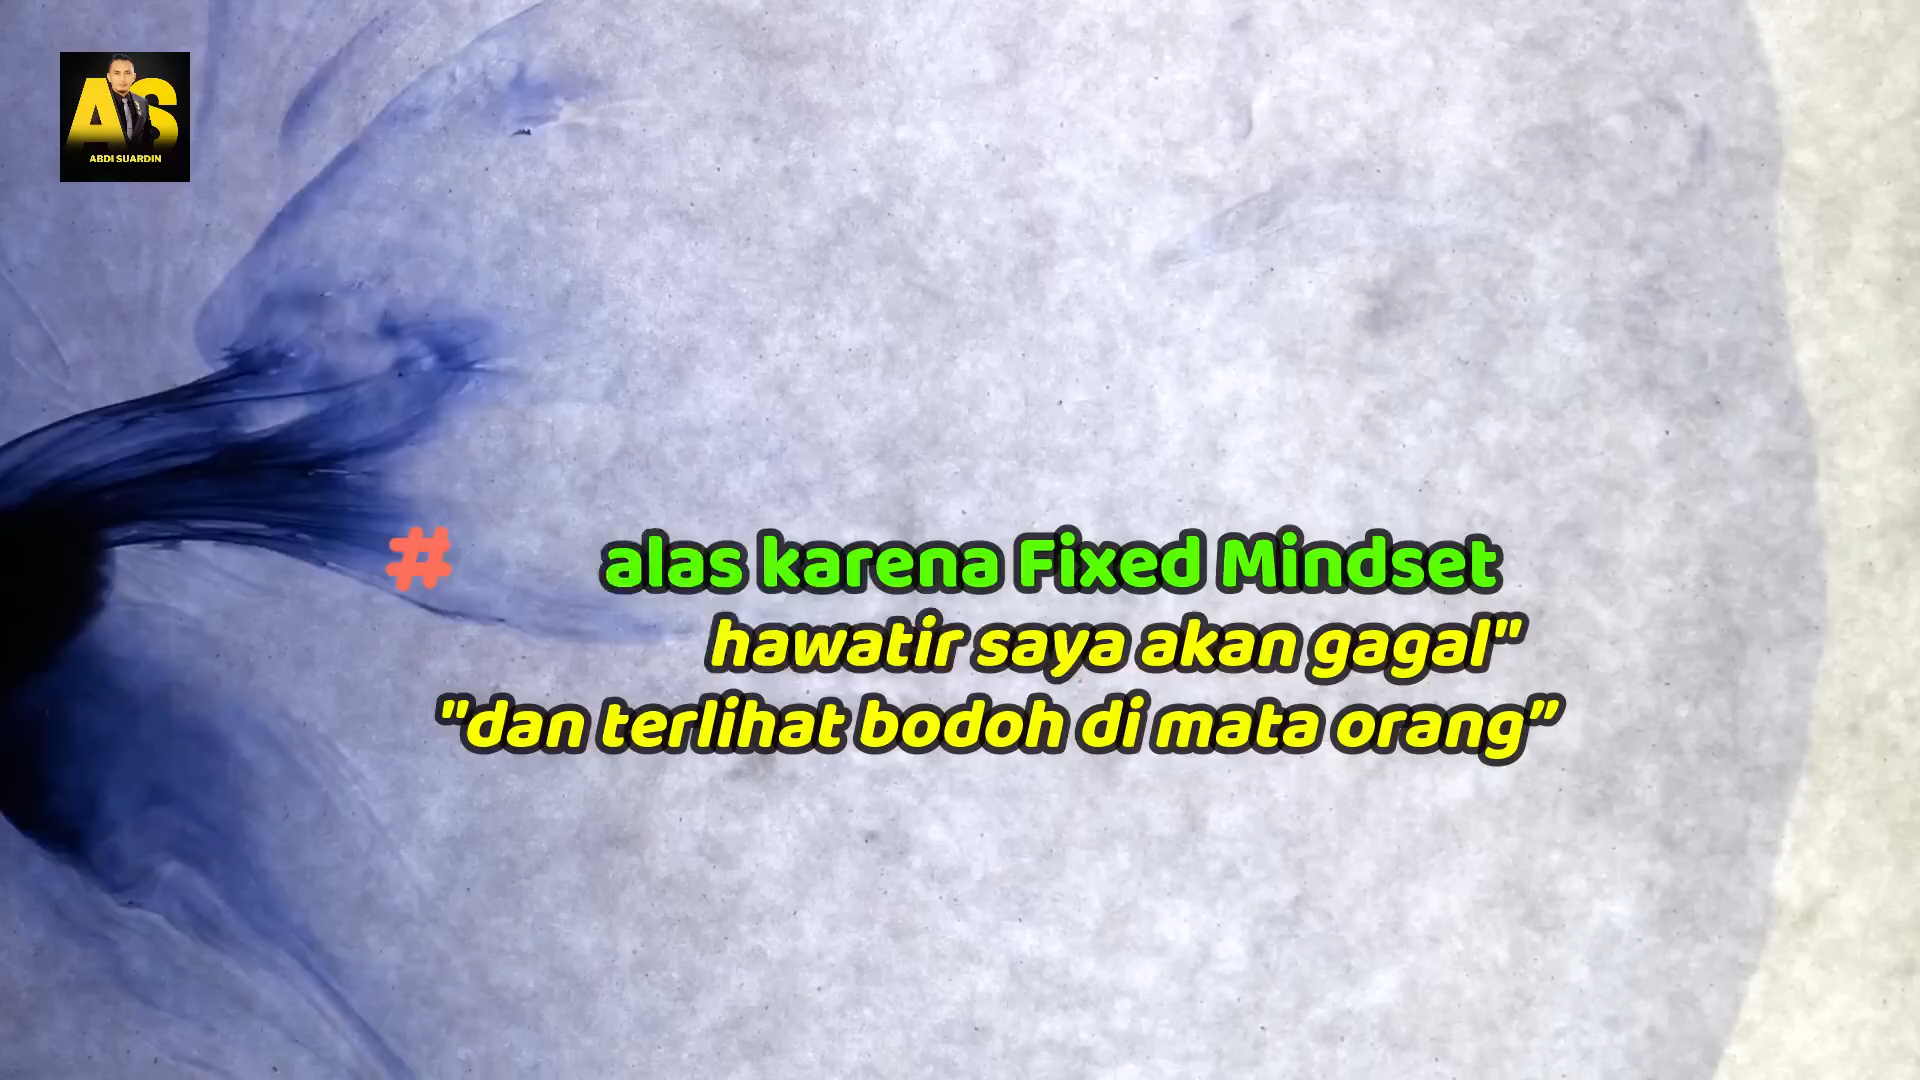 AS
ABDI SUARDIN
# alas karena Fixed Mindset
hawatir saya akan gagal"
"dan terlihat bodoh di mata orang”